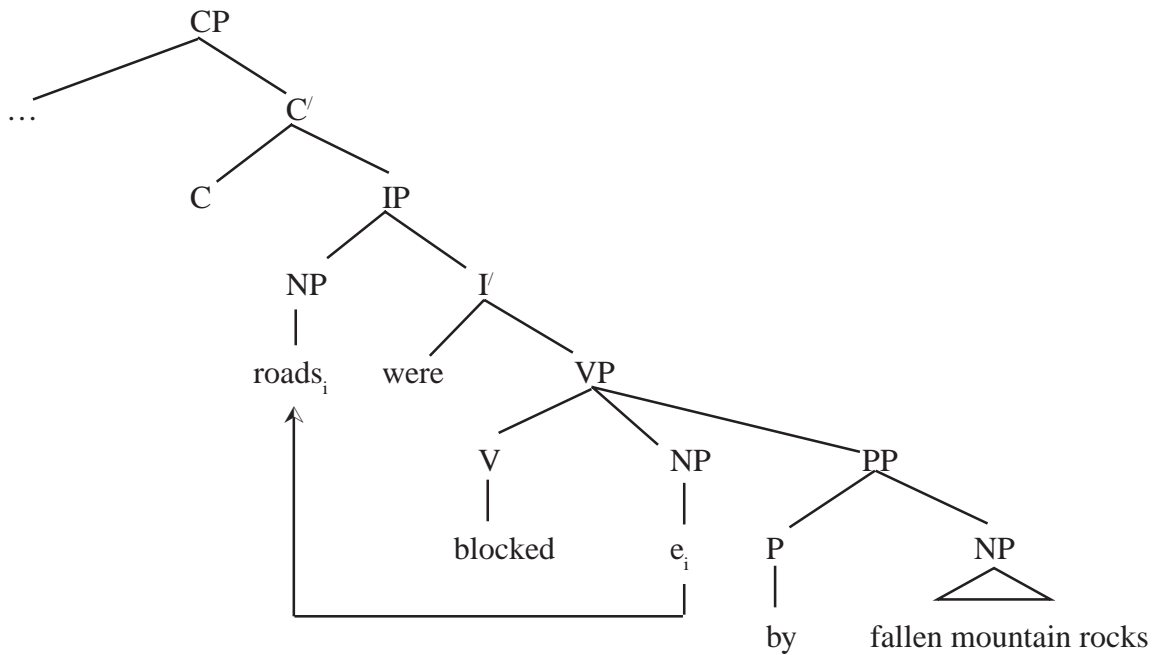 CP
… C/
C IP
NP I/
roadsi were VP
V NP PP
blocked ei P NP
by fallen mountain rocks